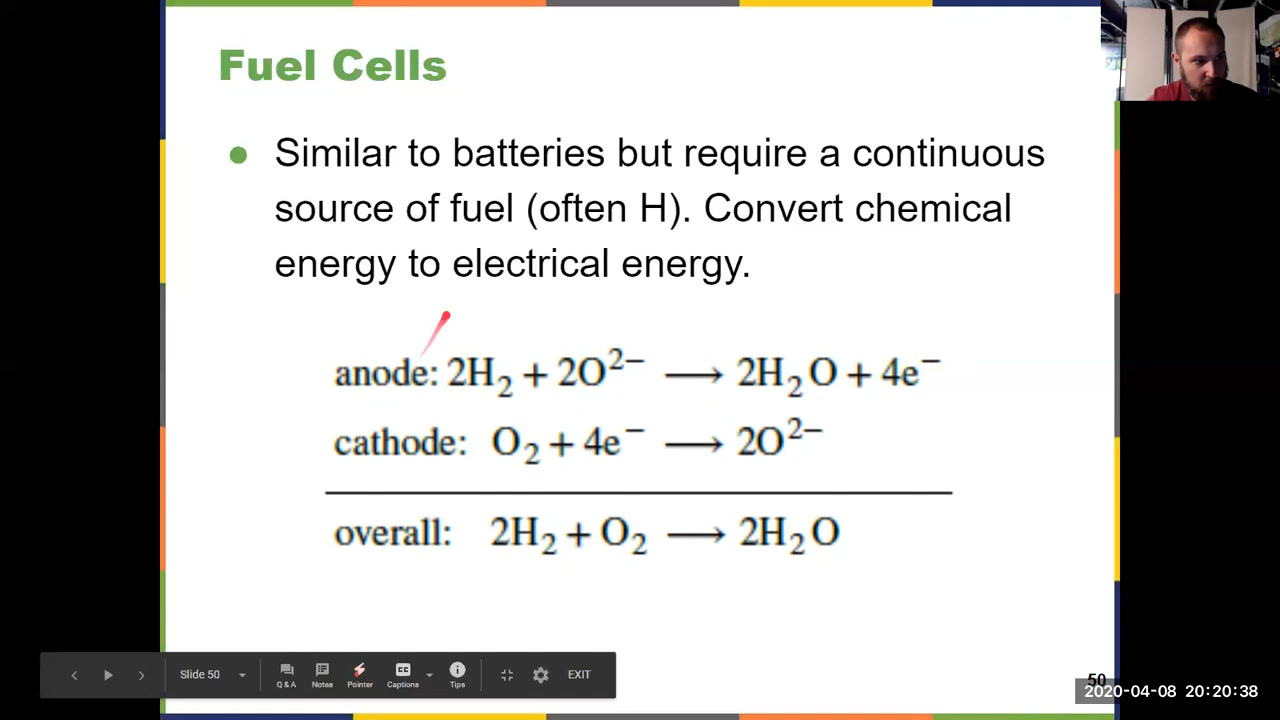 Fuel Cells
● Similar to batteries but require a continuous
source of fuel (often H). Convert chemical
energy to electrical energy.
anode: 2H₂ + 2O²⁻ ⟶ 2H₂O + 4e⁻
cathode: O₂ + 4e⁻ ⟶ 2O²⁻
overall: 2H₂ + O₂ ⟶ 2H₂O
Slide 50
Q & A Notes Pointer Captions Tips
EXIT
50
2020-04-08 20:20:38